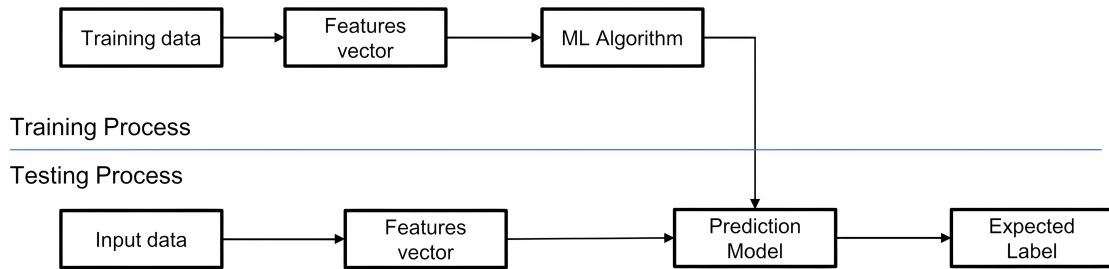 Training data
Features
vector
ML Algorithm
Training Process
Testing Process
Input data
Features
vector
Prediction
Model
Expected
Label